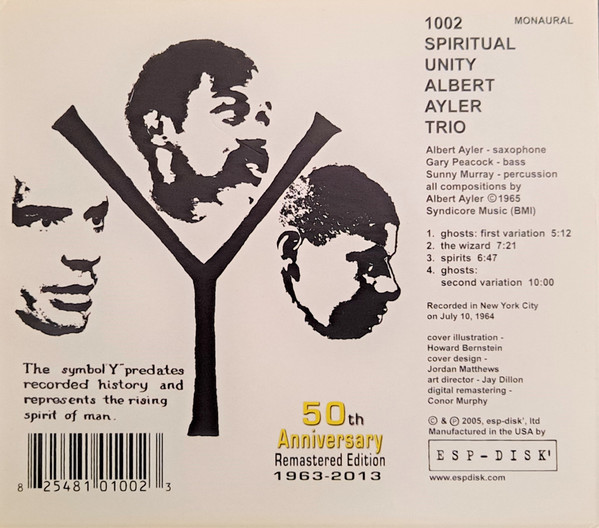 1002 MONAURAL
SPIRITUAL
UNITY
ALBERT
AYLER
TRIO
Albert Ayler - saxophone
Gary Peacock - bass
Sunny Murray - percussion
all compositions by
Albert Ayler ©1965
Syndicore Music (BMI)
1. ghosts: first variation 5:12
2. the wizard 7:21
3. spirits 6:47
4. ghosts:
second variation 10:00
Recorded in New York City
on July 10, 1964
cover illustration -
Howard Bernstein
cover design -
Jordan Matthews
art director - Jay Dillon
digital remastering -
Conor Murphy
© & ℗ 2005, esp-disk', ltd
Manufactured in the USA by
ESP-DISK'
www.espdisk.com
The symbol "Y" predates
recorded history and
represents the rising
spirit of man.
50th
Anniversary
Remastered Edition
1963-2013
8 25481 01002 3